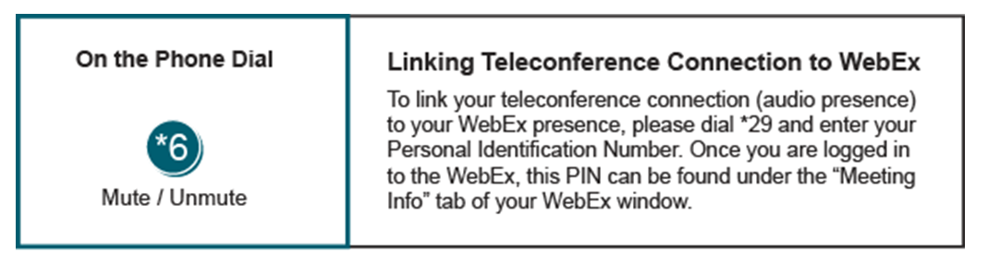 On the Phone Dial
*6
Mute / Unmute
Linking Teleconference Connection to WebEx
To link your teleconference connection (audio presence)
to your WebEx presence, please dial *29 and enter your
Personal Identification Number. Once you are logged in
to the WebEx, this PIN can be found under the “Meeting
Info” tab of your WebEx window.